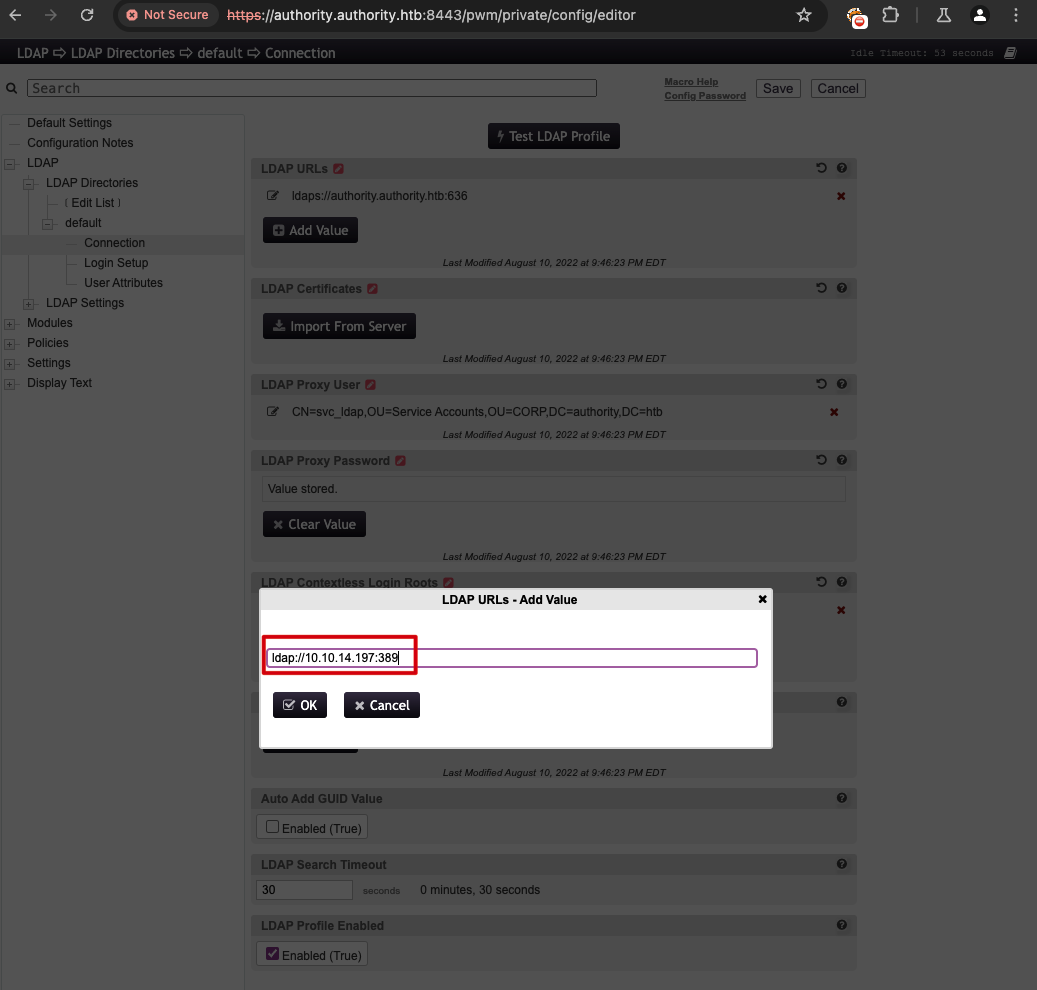 Not Secure https://authority.authority.htb:8443/pwm/private/config/editor
LDAP ⇨ LDAP Directories ⇨ default ⇨ Connection
Idle Timeout: 53 seconds
Search
Macro Help
Config Password
Save
Cancel
Default Settings
Configuration Notes
LDAP
LDAP Directories
[ Edit List ]
default
Connection
Login Setup
User Attributes
LDAP Settings
Modules
Policies
Settings
Display Text
Test LDAP Profile
LDAP URLs
ldaps://authority.authority.htb:636
Add Value
Last Modified August 10, 2022 at 9:46:23 PM EDT
LDAP Certificates
Import From Server
Last Modified August 10, 2022 at 9:46:23 PM EDT
LDAP Proxy User
CN=svc_ldap,OU=Service Accounts,OU=CORP,DC=authority,DC=htb
Last Modified August 10, 2022 at 9:46:23 PM EDT
LDAP Proxy Password
Value stored.
Clear Value
Last Modified August 10, 2022 at 9:46:23 PM EDT
LDAP Contextless Login Roots
LDAP URLs - Add Value
ldap://10.10.14.197:389
OK
Cancel
Last Modified August 10, 2022 at 9:46:23 PM EDT
Auto Add GUID Value
Enabled (True)
LDAP Search Timeout
30 seconds 0 minutes, 30 seconds
LDAP Profile Enabled
Enabled (True)